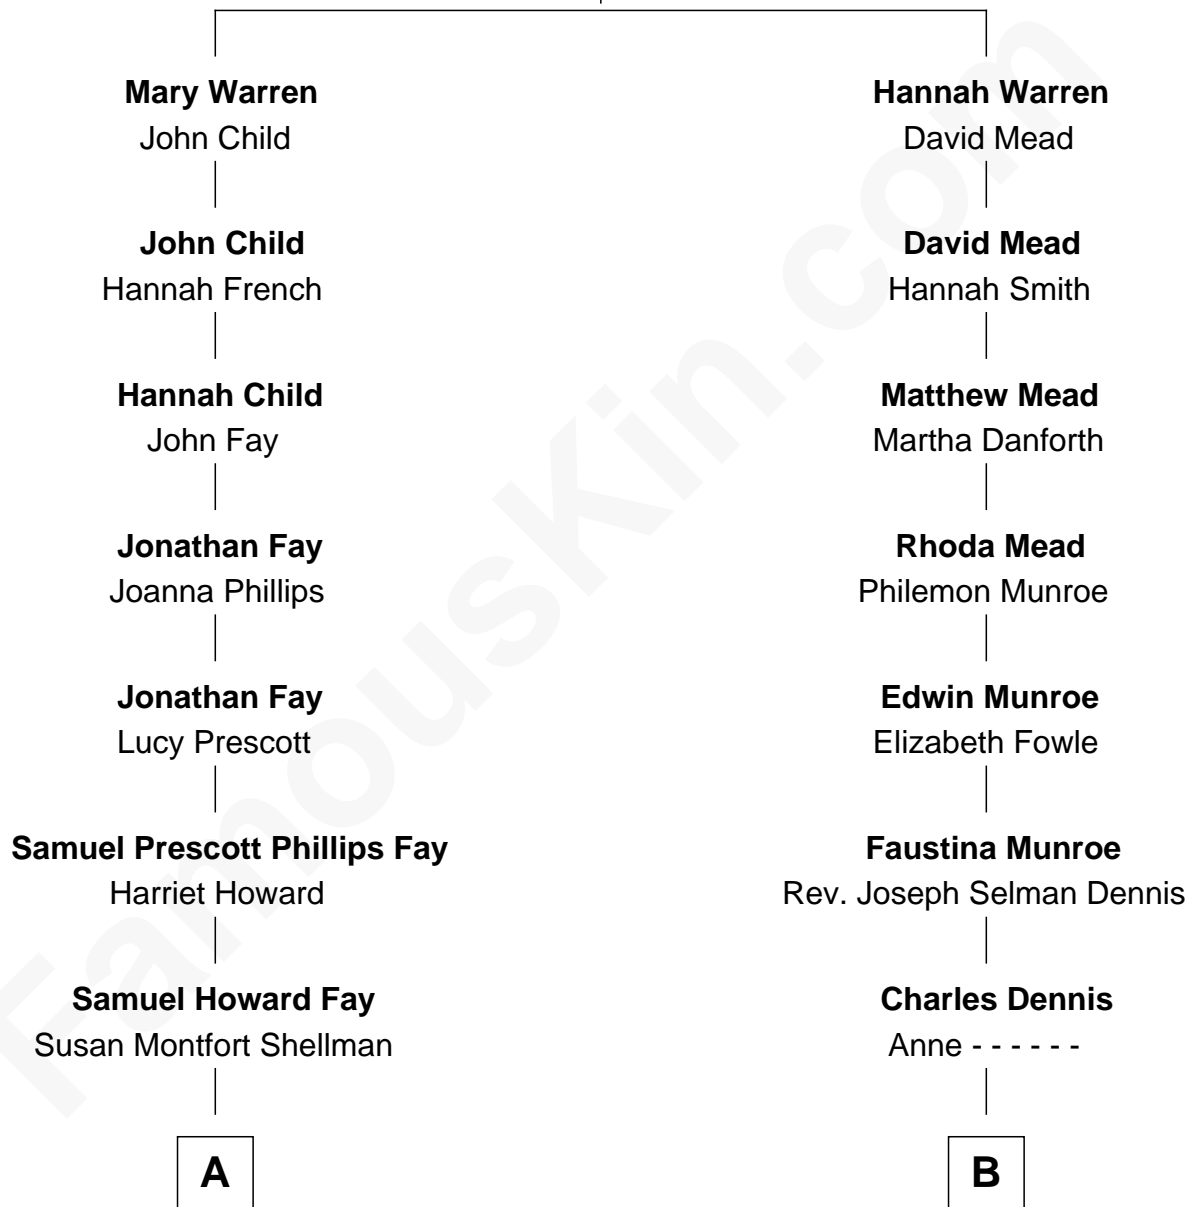 Mary Warren
John Child
John Child
Hannah French
Hannah Child
John Fay
Jonathan Fay
Joanna Phillips
Jonathan Fay
Lucy Prescott
Samuel Prescott Phillips Fay
Harriet Howard
Samuel Howard Fay
Susan Montfort Shellman
A
Hannah Warren
David Mead
David Mead
Hannah Smith
Matthew Mead
Martha Danforth
Rhoda Mead
Philemon Munroe
Edwin Munroe
Elizabeth Fowle
Faustina Munroe
Rev. Joseph Selman Dennis
Charles Dennis
Anne - - - - - -
B
FamousKin.com